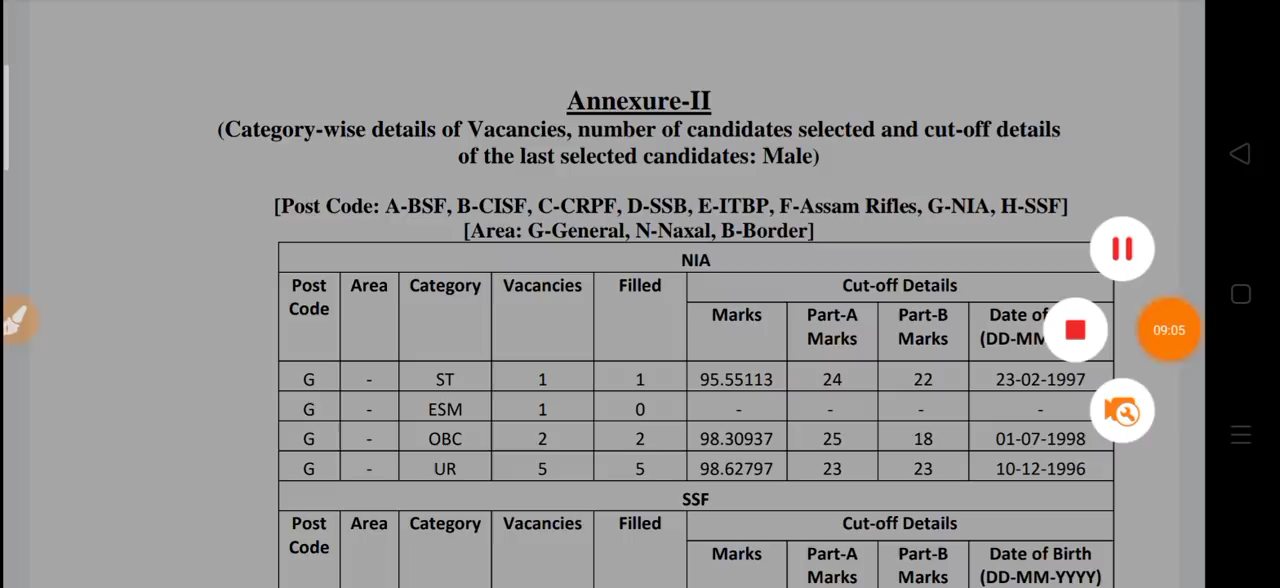 Annexure-II
(Category-wise details of Vacancies, number of candidates selected and cut-off details
of the last selected candidates: Male)
[Post Code: A-BSF, B-CISF, C-CRPF, D-SSB, E-ITBP, F-Assam Rifles, G-NIA, H-SSF]
[Area: G-General, N-Naxal, B-Border]
NIA
Post Code Area Category Vacancies Filled Cut-off Details
Marks Part-A Marks Part-B Marks Date of (DD-MM
G - ST 1 1 95.55113 24 22 23-02-1997
G - ESM 1 0 - - - -
G - OBC 2 2 98.30937 25 18 01-07-1998
G - UR 5 5 98.62797 23 23 10-12-1996
SSF
Post Code Area Category Vacancies Filled Cut-off Details
Marks Part-A Marks Part-B Marks Date of Birth (DD-MM-YYYY)
09:05